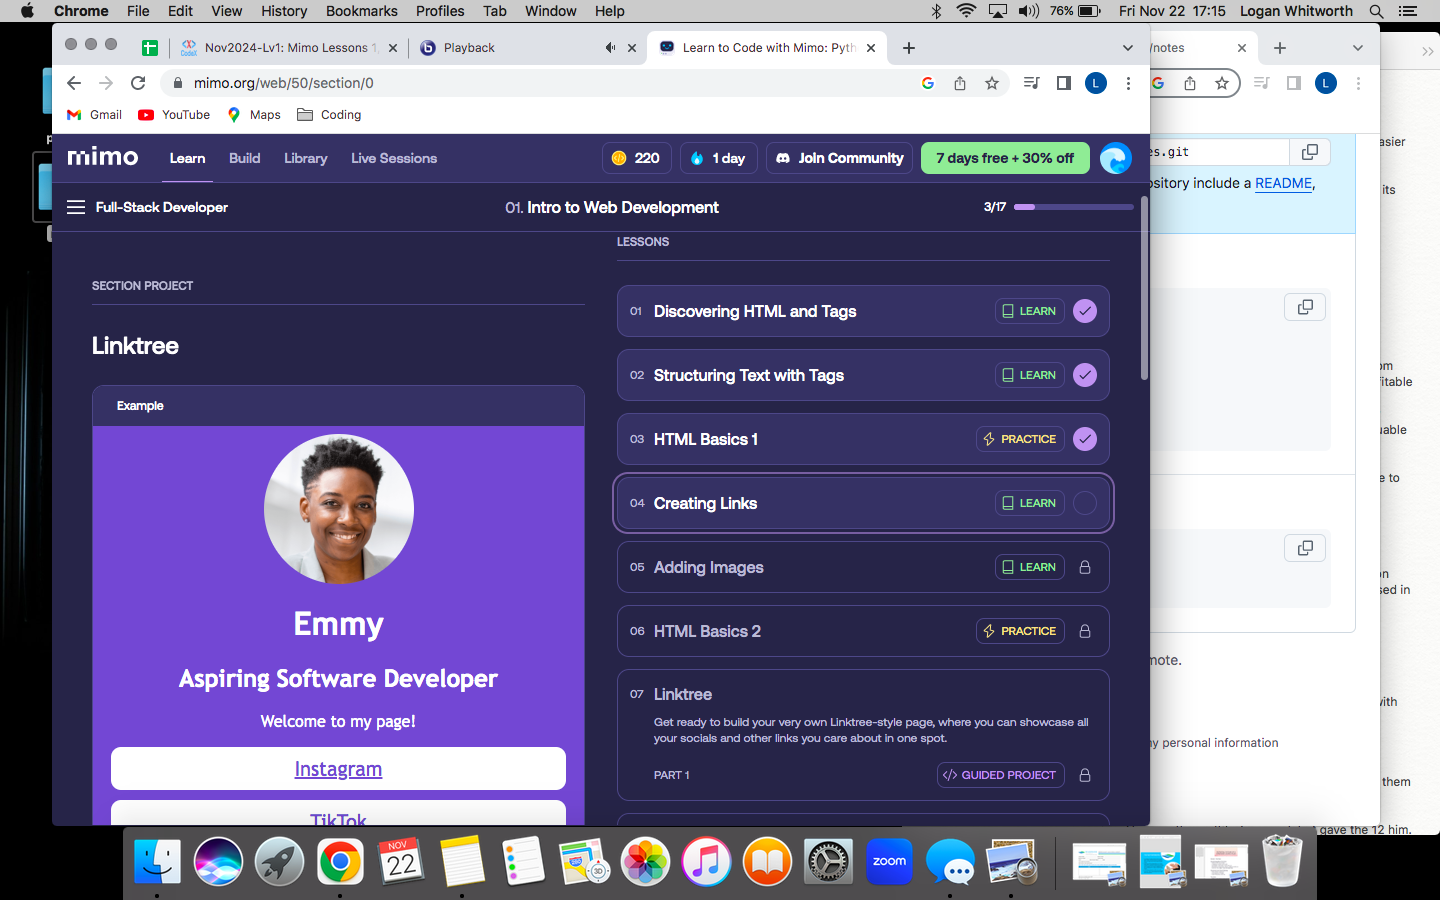 Chrome File Edit View History Bookmarks Profiles Tab Window Help 76% Fri Nov 22 17:15 Logan Whitworth
Nov2024-Lv1: Mimo Lessons 1 Playback Learn to Code with Mimo: Pyth /notes
mimo.org/web/50/section/0 L L
Gmail YouTube Maps Coding
mimo Learn Build Library Live Sessions 220 1 day Join Community 7 days free + 30% off
Full-Stack Developer 01. Intro to Web Development 3/17
LESSONS
SECTION PROJECT
Linktree
Example
Emmy
Aspiring Software Developer
Welcome to my page!
Instagram
TikTok
01 Discovering HTML and Tags LEARN
02 Structuring Text with Tags LEARN
03 HTML Basics 1 PRACTICE
04 Creating Links LEARN
05 Adding Images LEARN
06 HTML Basics 2 PRACTICE
07 Linktree
Get ready to build your very own Linktree-style page, where you can showcase all
your socials and other links you care about in one spot.
PART 1 </> GUIDED PROJECT
es.git
ository include a README,
note.
ny personal information
asier
its
om
fitable
uable
e to
on
sed in
with
them
gave the 12 him.
NOV
22
3D
zoom